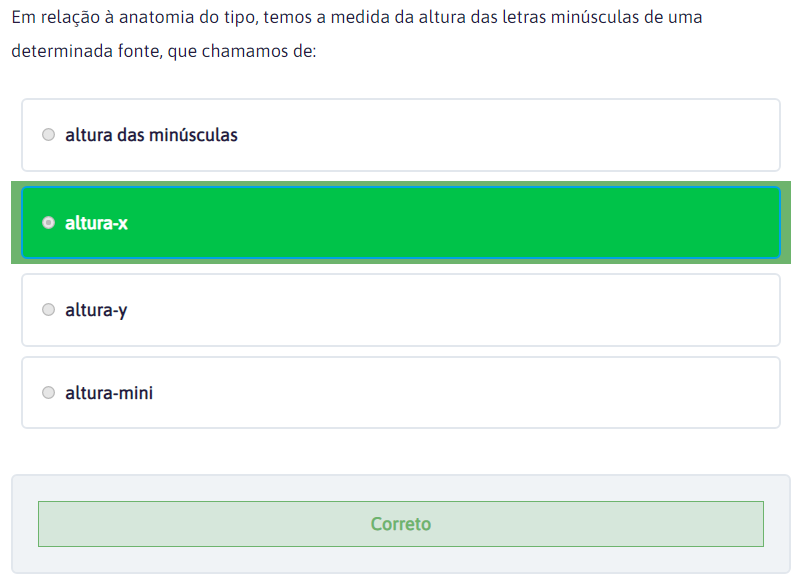 Em relação à anatomia do tipo, temos a medida da altura das letras minúsculas de uma
determinada fonte, que chamamos de:
altura das minúsculas
altura-x
altura-y
altura-mini
Correto